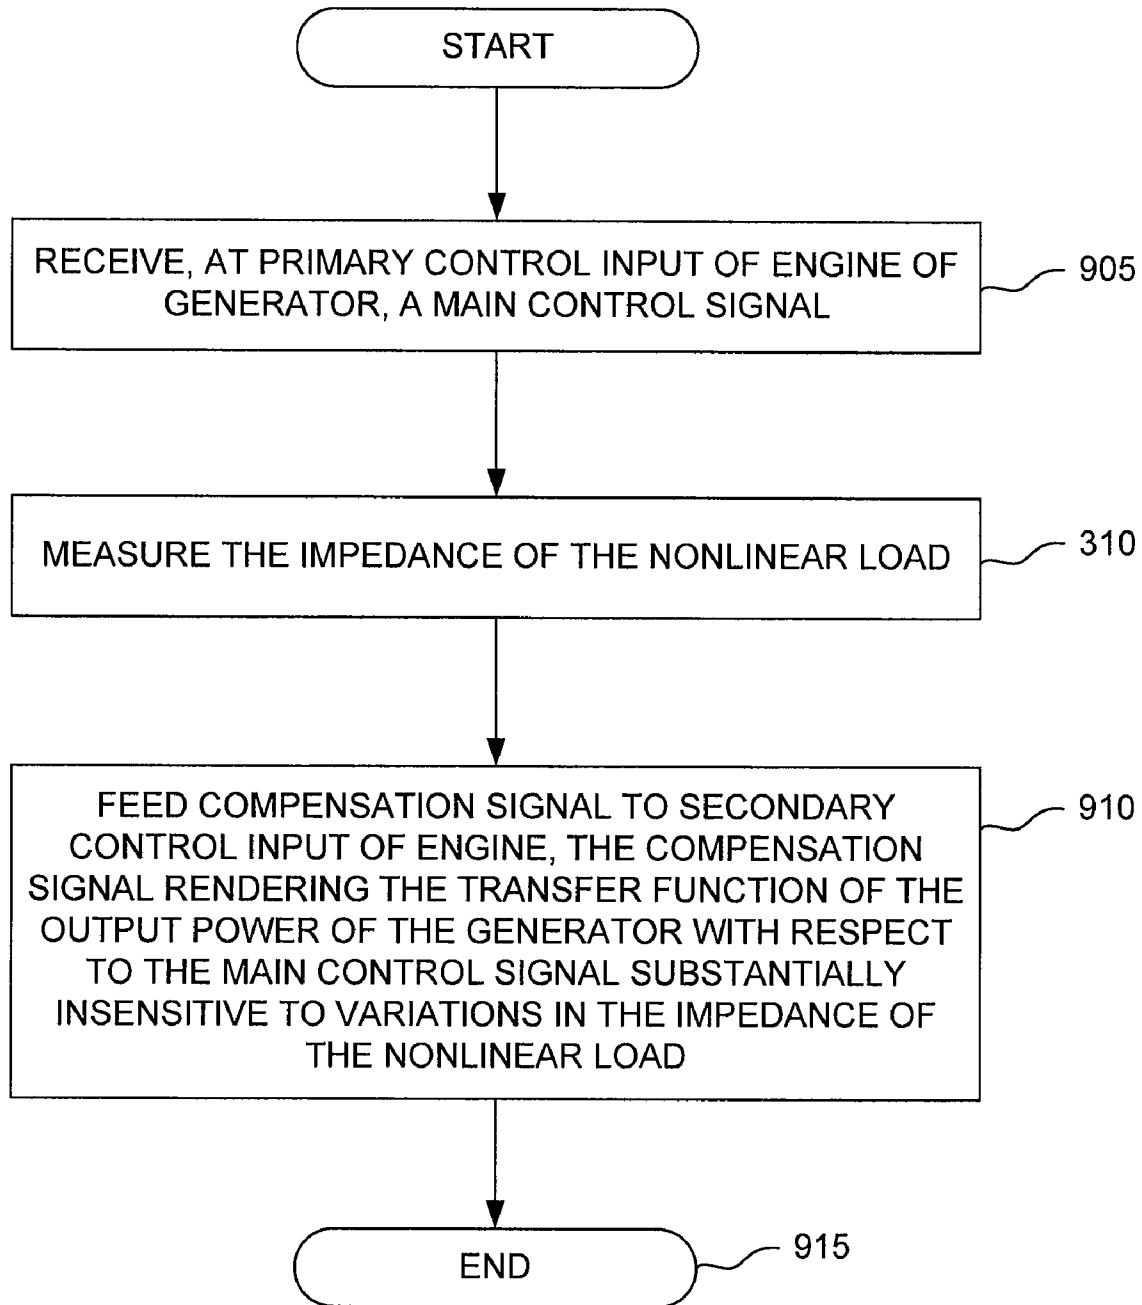 START
RECEIVE, AT PRIMARY CONTROL INPUT OF ENGINE OF
GENERATOR, A MAIN CONTROL SIGNAL
905
MEASURE THE IMPEDANCE OF THE NONLINEAR LOAD
310
FEED COMPENSATION SIGNAL TO SECONDARY
CONTROL INPUT OF ENGINE, THE COMPENSATION
SIGNAL RENDERING THE TRANSFER FUNCTION OF THE
OUTPUT POWER OF THE GENERATOR WITH RESPECT
TO THE MAIN CONTROL SIGNAL SUBSTANTIALLY
INSENSITIVE TO VARIATIONS IN THE IMPEDANCE OF
THE NONLINEAR LOAD
910
END
915